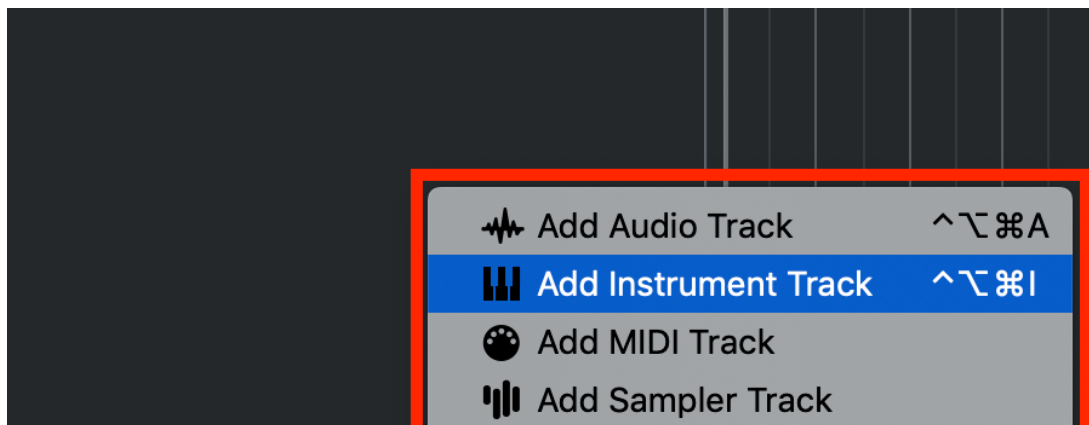 Add Audio Track ^⌥⌘A
Add Instrument Track ^⌥⌘I
Add MIDI Track
Add Sampler Track